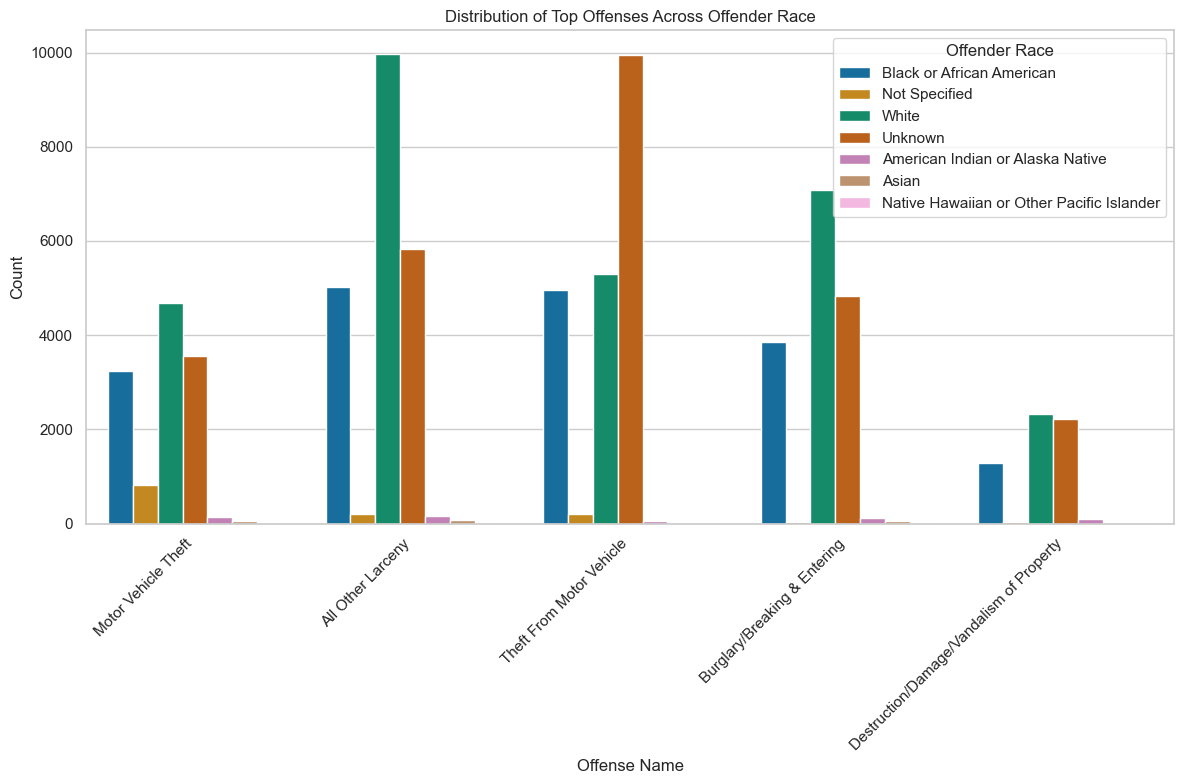 Distribution of Top Offenses Across Offender Race
Offender Race
Black or African American
Not Specified
White
Unknown
American Indian or Alaska Native
Asian
Native Hawaiian or Other Pacific Islander
Count
10000
8000
6000
4000
2000
0
Motor Vehicle Theft
All Other Larceny
Theft From Motor Vehicle
Burglary/Breaking & Entering
Destruction/Damage/Vandalism of Property
Offense Name